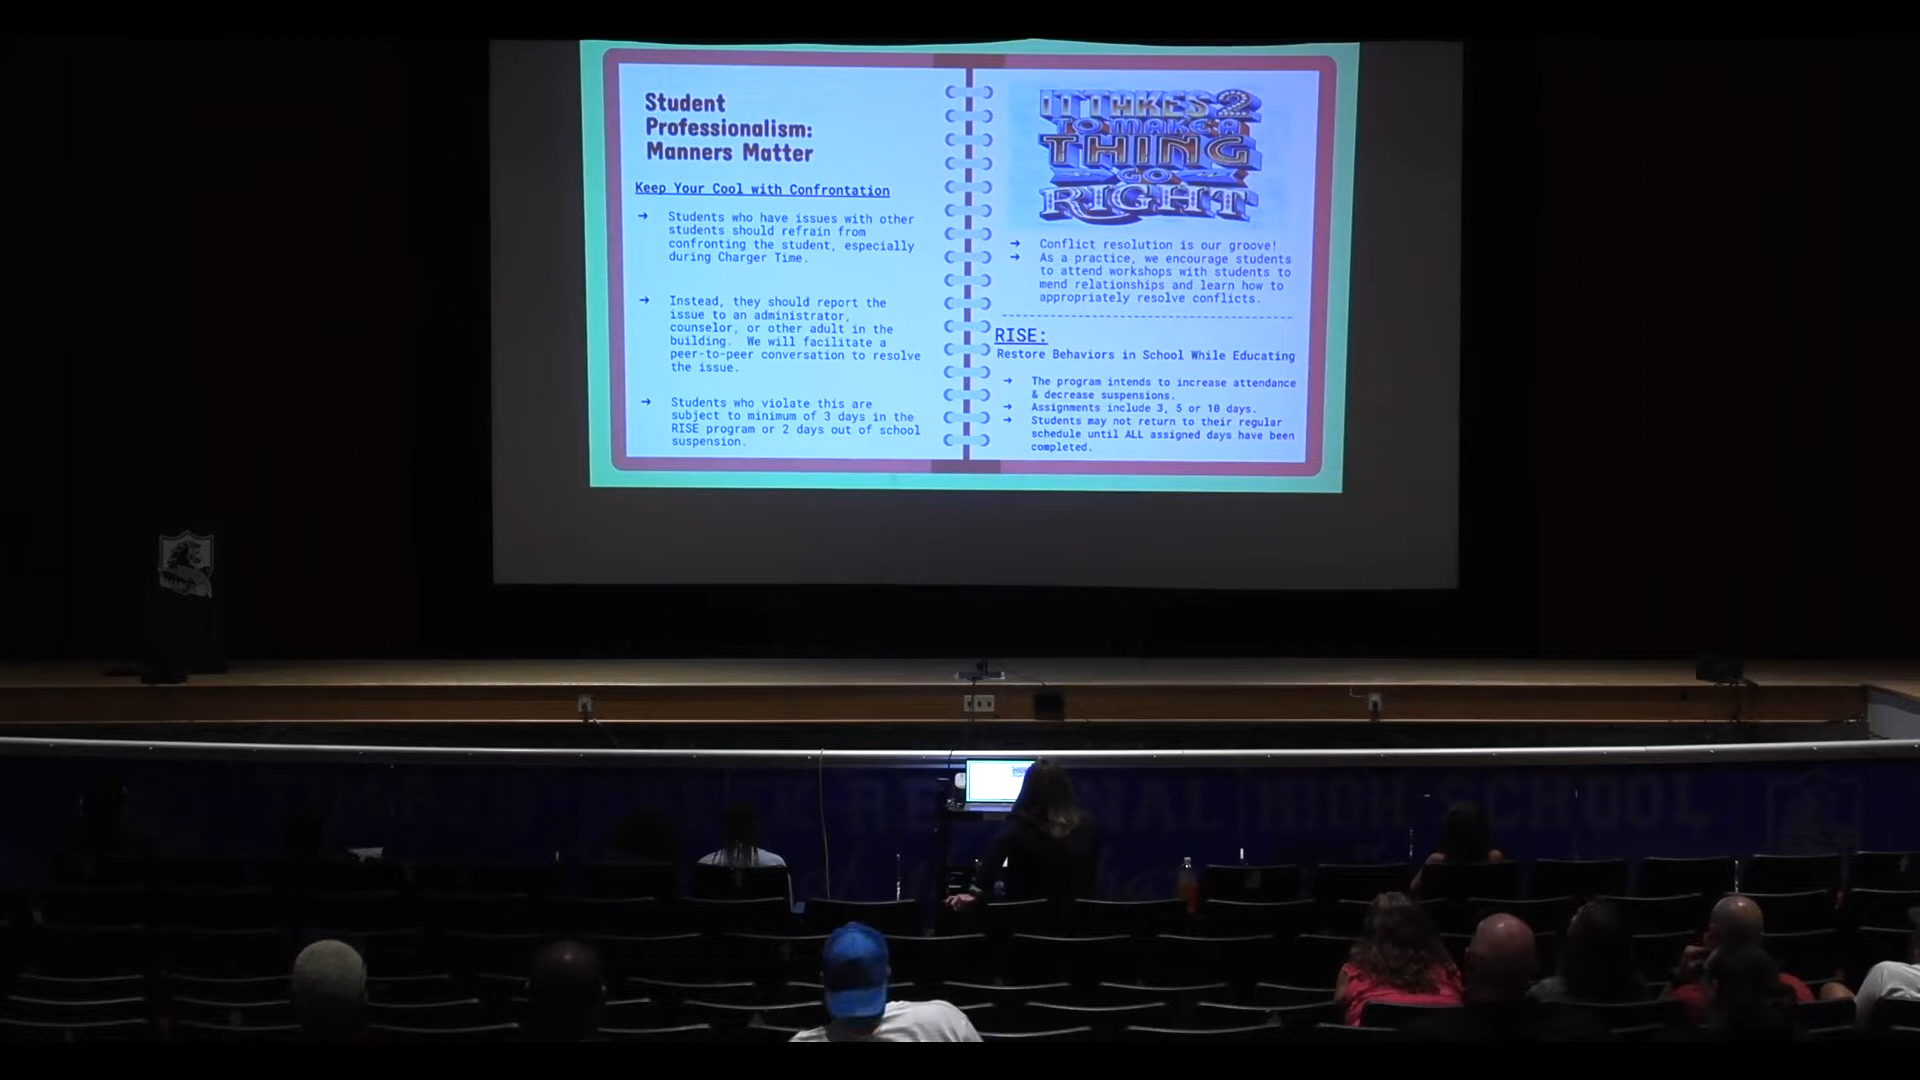 Student
Professionalism:
Manners Matter
Keep Your Cool with Confrontation
➔ Students who have issues with other
students should refrain from
confronting the student, especially
during Charger Time.
➔ Instead, they should report the
issue to an administrator,
counselor, or other adult in the
building. We will facilitate a
peer-to-peer conversation to resolve
the issue.
➔ Students who violate this are
subject to minimum of 3 days in the
RISE program or 2 days out of school
suspension.
IT TAKES 2
TO MAKE A
THING
GO
RIGHT
➔ Conflict resolution is our groove!
➔ As a practice, we encourage students
to attend workshops with students to
mend relationships and learn how to
appropriately resolve conflicts.
RISE:
Restore Behaviors in School While Educating
➔ The program intends to increase attendance
& decrease suspensions.
➔ Assignments include 3, 5 or 10 days.
➔ Students may not return to their regular
schedule until ALL assigned days have been
completed.
REGIONAL HIGH SCHOOL